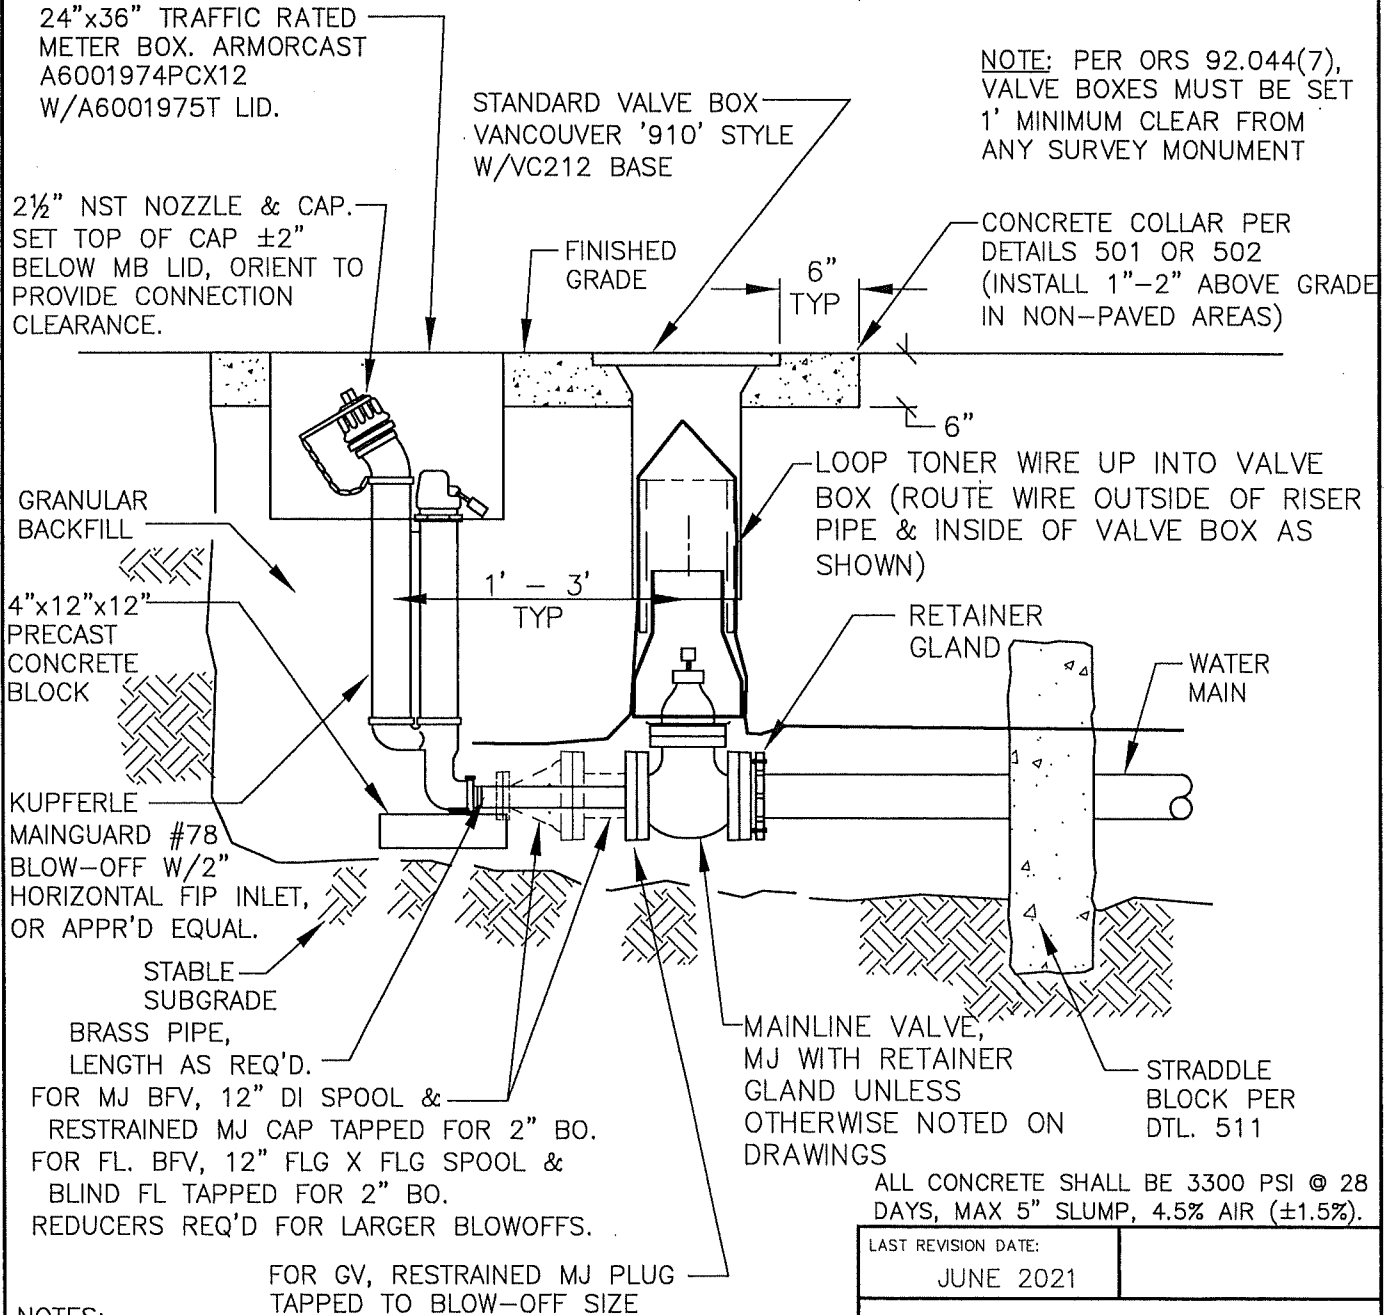 24"x36" TRAFFIC RATED
METER BOX. ARMORCAST
A6001974PCX12
W/A6001975T LID.
STANDARD VALVE BOX
VANCOUVER '910' STYLE
W/VC212 BASE
NOTE: PER ORS 92.044(7),
VALVE BOXES MUST BE SET
1' MINIMUM CLEAR FROM
ANY SURVEY MONUMENT
2½" NST NOZZLE & CAP.
SET TOP OF CAP ±2"
BELOW MB LID, ORIENT TO
PROVIDE CONNECTION
CLEARANCE.
FINISHED
GRADE
6"
TYP
CONCRETE COLLAR PER
DETAILS 501 OR 502
(INSTALL 1"-2" ABOVE GRADE
IN NON-PAVED AREAS)
6"
LOOP TONER WIRE UP INTO VALVE
BOX (ROUTE WIRE OUTSIDE OF RISER
PIPE & INSIDE OF VALVE BOX AS
SHOWN)
GRANULAR
BACKFILL
1' - 3'
TYP
4"x12"x12"
PRECAST
CONCRETE
BLOCK
RETAINER
GLAND
WATER
MAIN
KUPFERLE
MAINGUARD #78
BLOW-OFF W/2"
HORIZONTAL FIP INLET,
OR APPR'D EQUAL.
STABLE
SUBGRADE
BRASS PIPE,
LENGTH AS REQ'D.
FOR MJ BFV, 12" DI SPOOL &
RESTRAINED MJ CAP TAPPED FOR 2" BO.
FOR FL. BFV, 12" FLG X FLG SPOOL &
BLIND FL TAPPED FOR 2" BO.
REDUCERS REQ'D FOR LARGER BLOWOFFS.
MAINLINE VALVE,
MJ WITH RETAINER
GLAND UNLESS
OTHERWISE NOTED ON
DRAWINGS
STRADDLE
BLOCK PER
DTL. 511
ALL CONCRETE SHALL BE 3300 PSI @ 28
DAYS, MAX 5" SLUMP, 4.5% AIR (±1.5%).
LAST REVISION DATE:
JUNE 2021
FOR GV, RESTRAINED MJ PLUG
TAPPED TO BLOW-OFF SIZE
NOTES: